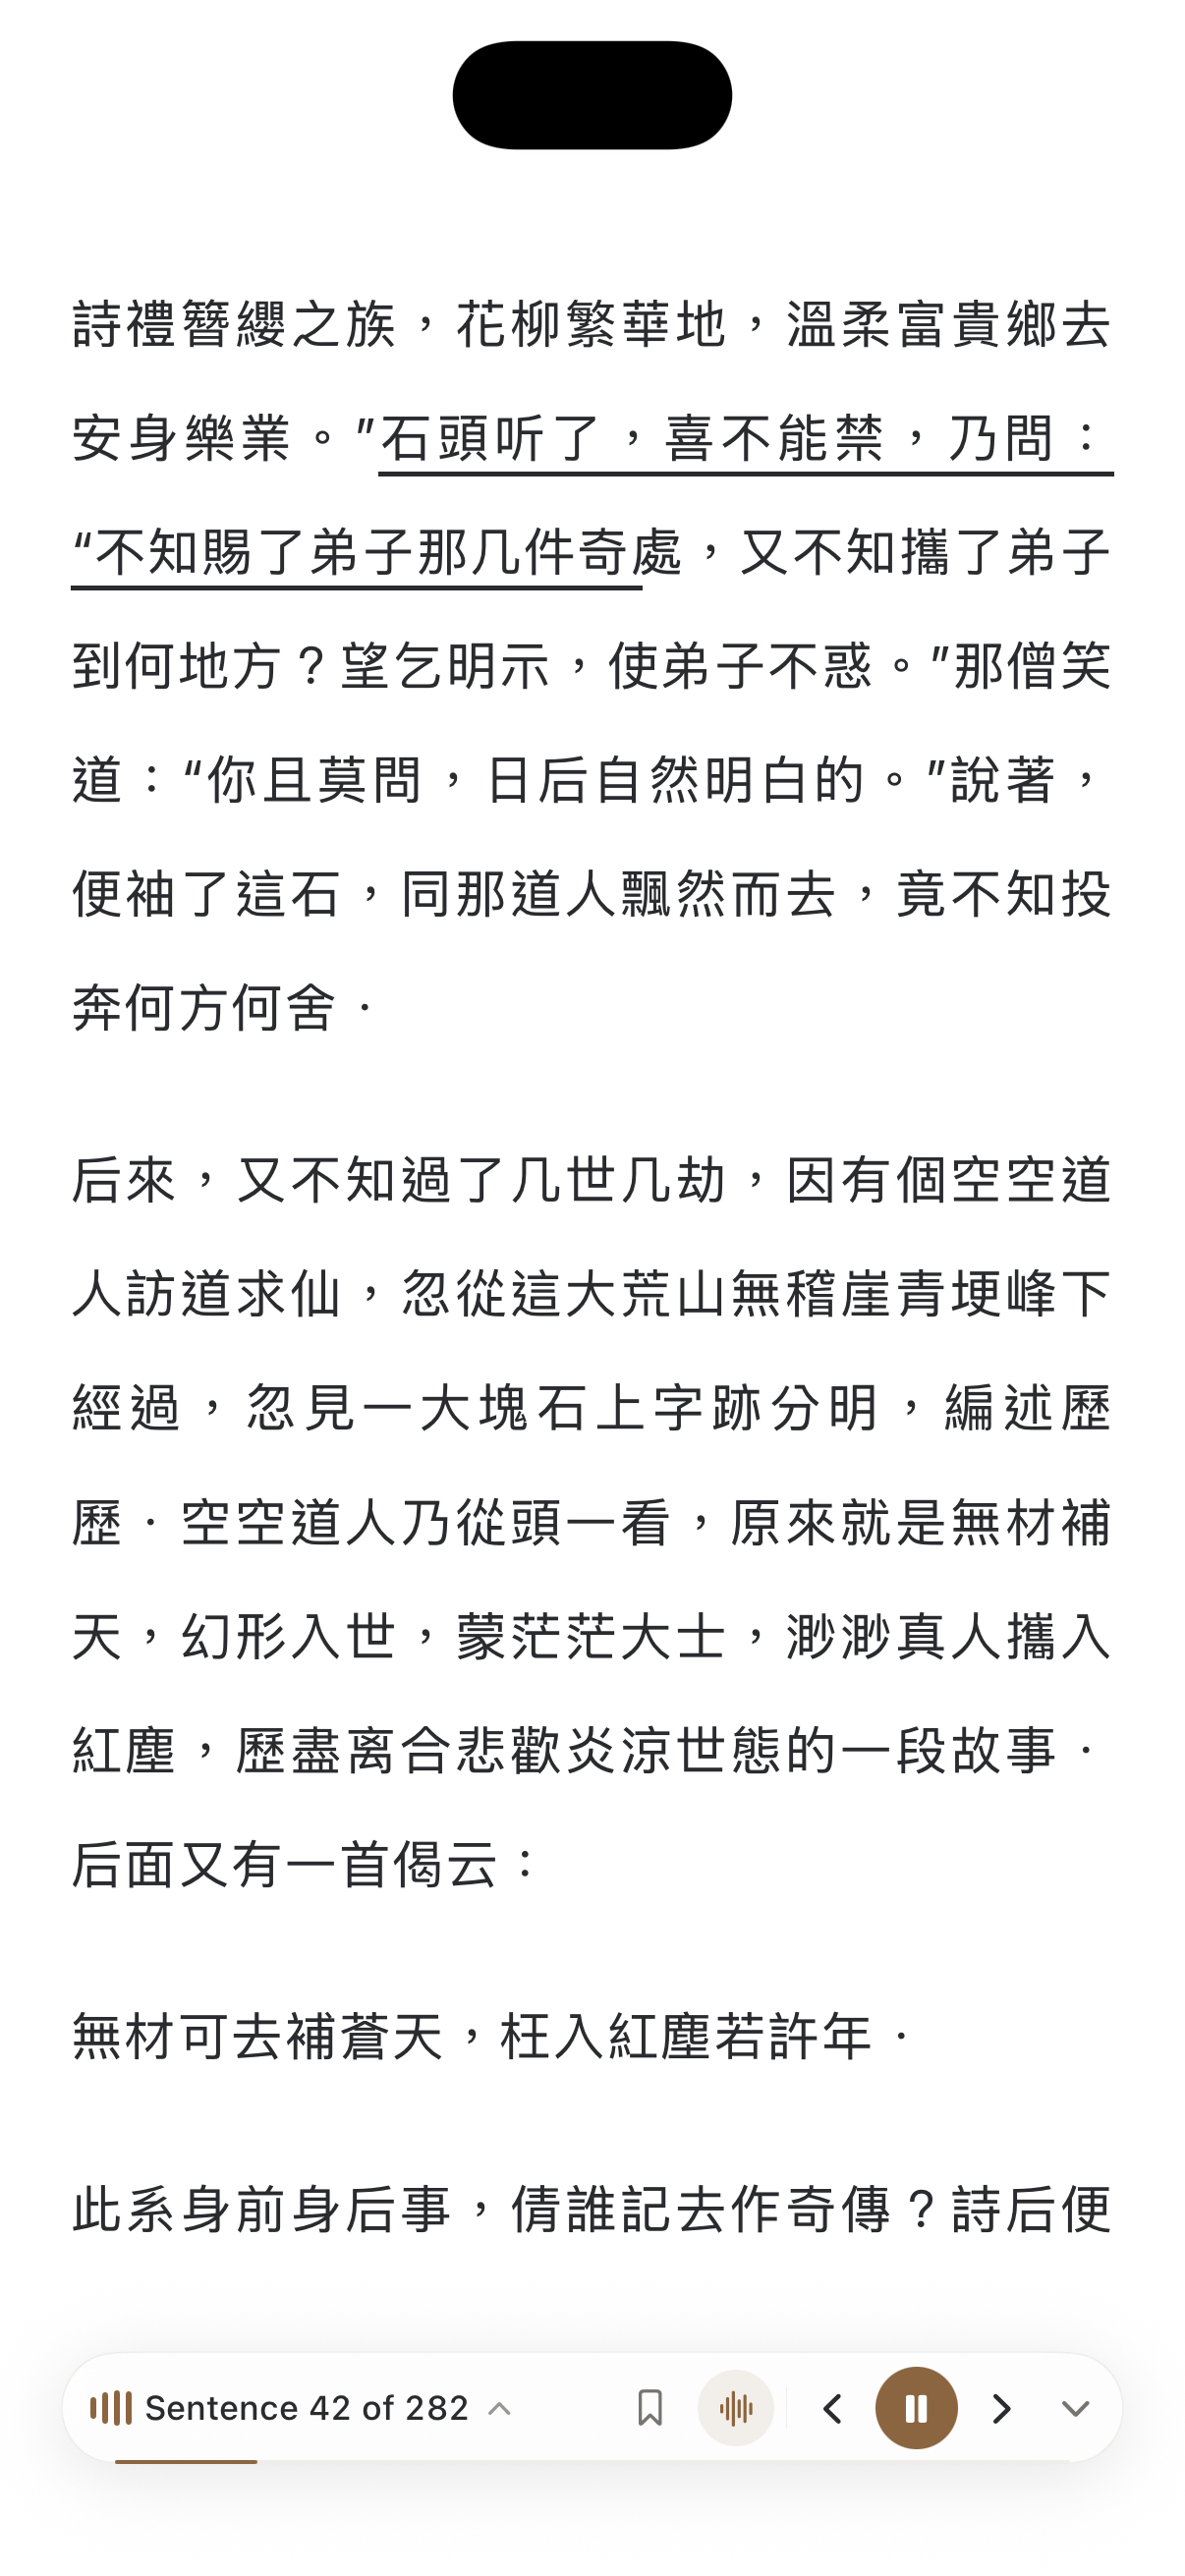 詩禮簪纓之族，花柳繁華地，溫柔富貴鄉去
安身樂業。”石頭听了，喜不能禁，乃問：
“不知賜了弟子那几件奇處，又不知攜了弟子
到何地方？望乞明示，使弟子不惑。”那僧笑
道：“你且莫問，日后自然明白的。”說著，
便袖了這石，同那道人飄然而去，竟不知投
奔何方何舍．
后來，又不知過了几世几劫，因有個空空道
人訪道求仙，忽從這大荒山無稽崖青埂峰下
經過，忽見一大塊石上字跡分明，編述歷
歷．空空道人乃從頭一看，原來就是無材補
天，幻形入世，蒙茫茫大士，渺渺真人攜入
紅塵，歷盡离合悲歡炎涼世態的一段故事．
后面又有一首偈云：
無材可去補蒼天，枉入紅塵若許年．
此系身前身后事，倩誰記去作奇傳？詩后便
Sentence 42 of 282